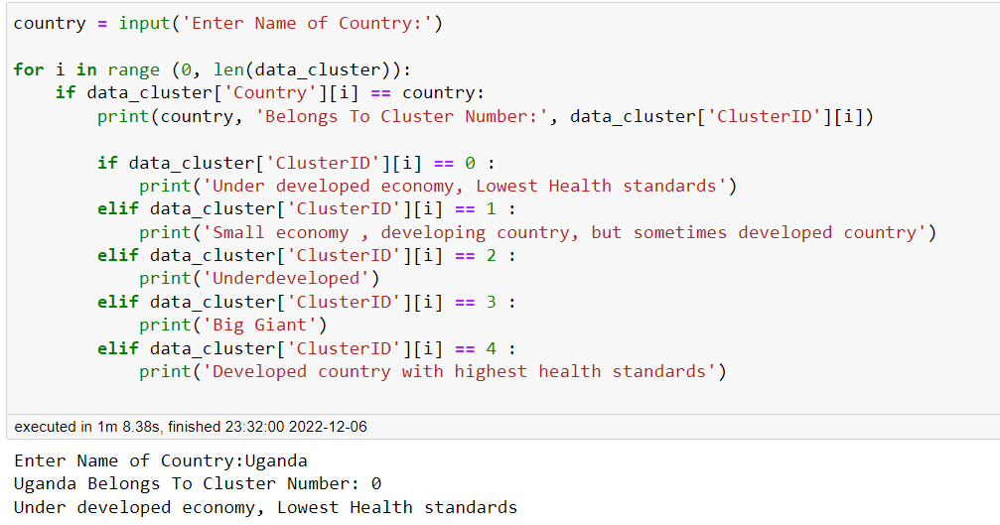 country = input('Enter Name of Country:')
for i in range (0, len(data_cluster)):
    if data_cluster['Country'][i] == country:
        print(country, 'Belongs To Cluster Number:', data_cluster['ClusterID'][i])
        if data_cluster['ClusterID'][i] == 0 :
            print('Under developed economy, Lowest Health standards')
        elif data_cluster['ClusterID'][i] == 1 :
            print('Small economy , developing country, but sometimes developed country')
        elif data_cluster['ClusterID'][i] == 2 :
            print('Underdeveloped')
        elif data_cluster['ClusterID'][i] == 3 :
            print('Big Giant')
        elif data_cluster['ClusterID'][i] == 4 :
            print('Developed country with highest health standards')
executed in 1m 8.38s, finished 23:32:00 2022-12-06
Enter Name of Country:Uganda
Uganda Belongs To Cluster Number: 0
Under developed economy, Lowest Health standards